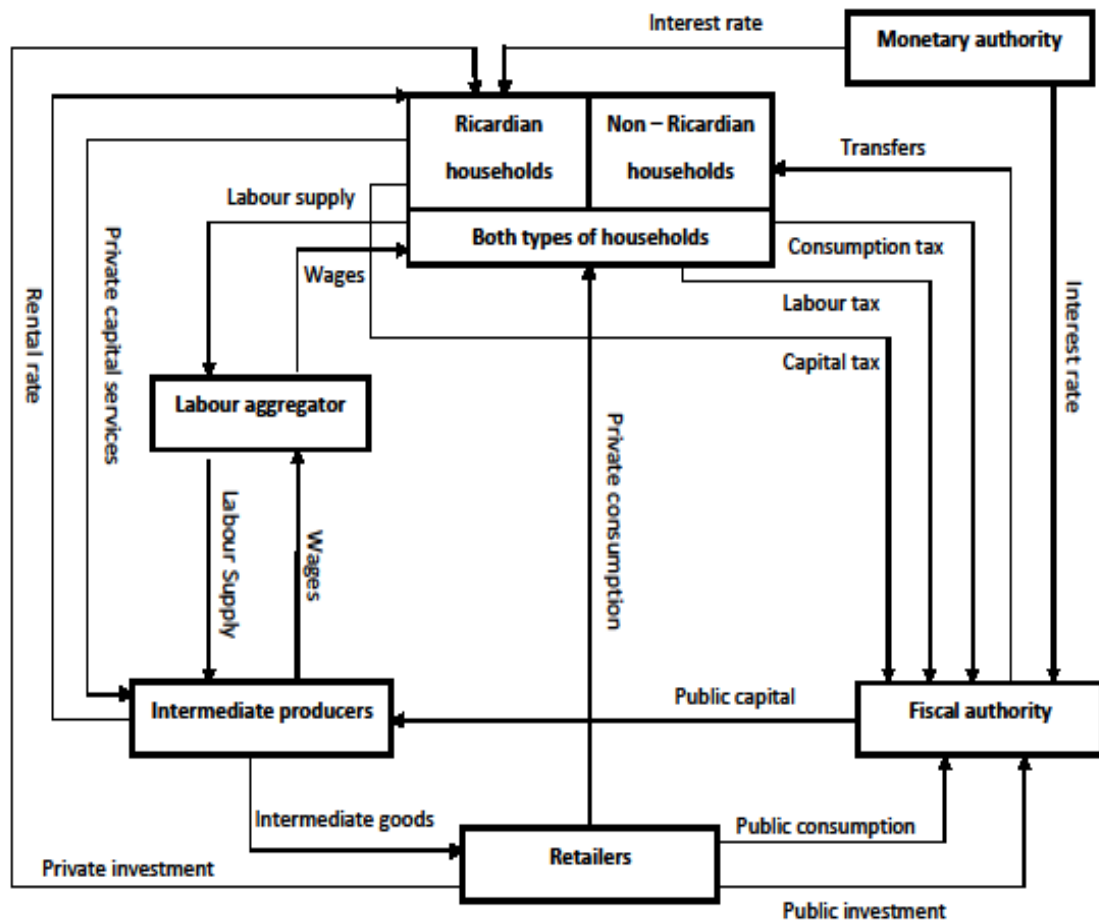 Interest rate
Monetary authority
Ricardian
households
Non – Ricardian
households
Transfers
Labour supply
Both types of households
Consumption tax
Wages
Labour tax
Capital tax
Rental rate
Private capital services
Interest rate
Labour aggregator
Private consumption
Labour Supply
Wages
Public capital
Intermediate producers
Fiscal authority
Intermediate goods
Public consumption
Retailers
Private investment
Public investment